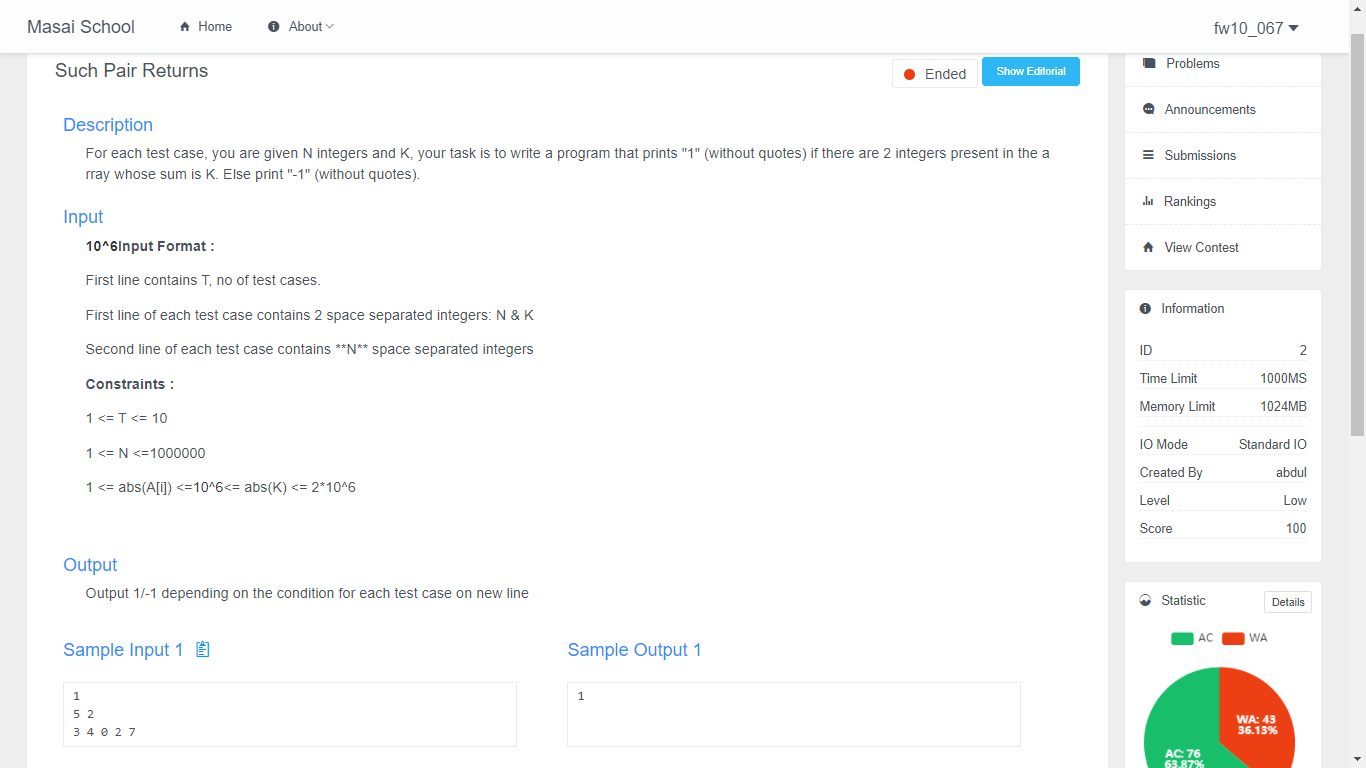 Masai School
Home
About
fw10_067
Such Pair Returns
Ended
Show Editorial
Description
For each test case, you are given N integers and K, your task is to write a program that prints "1" (without quotes) if there are 2 integers present in the a
rray whose sum is K. Else print "-1" (without quotes).
Input
10^6Input Format :
First line contains T, no of test cases.
First line of each test case contains 2 space separated integers: N & K
Second line of each test case contains **N** space separated integers
Constraints :
1 <= T <= 10
1 <= N <=1000000
1 <= abs(A[i]) <=10^6<= abs(K) <= 2*10^6
Output
Output 1/-1 depending on the condition for each test case on new line
Sample Input 1
1
5 2
3 4 0 2 7
Sample Output 1
1
Problems
Announcements
Submissions
Rankings
View Contest
Information
ID 2
Time Limit 1000MS
Memory Limit 1024MB
IO Mode Standard IO
Created By abdul
Level Low
Score 100
Statistic
Details
AC WA
WA: 43
36.13%
AC: 76
63.87%